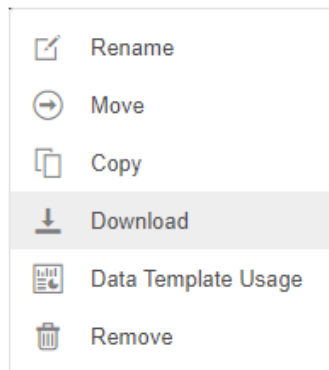 Rename
Move
Copy
Download
Data Template Usage
Remove